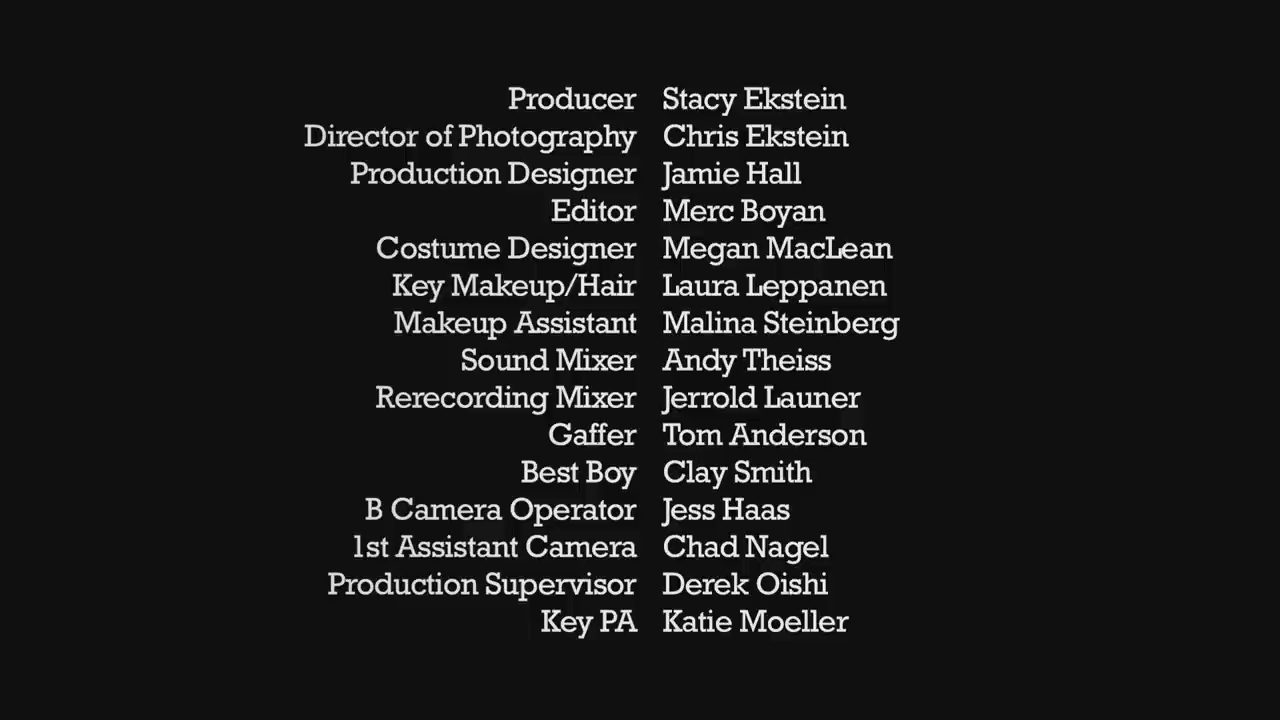 Producer Stacy Ekstein
Director of Photography Chris Ekstein
Production Designer Jamie Hall
Editor Merc Boyan
Costume Designer Megan MacLean
Key Makeup/Hair Laura Leppanen
Makeup Assistant Malina Steinberg
Sound Mixer Andy Theiss
Rerecording Mixer Jerrold Launer
Gaffer Tom Anderson
Best Boy Clay Smith
B Camera Operator Jess Haas
1st Assistant Camera Chad Nagel
Production Supervisor Derek Oishi
Key PA Katie Moeller